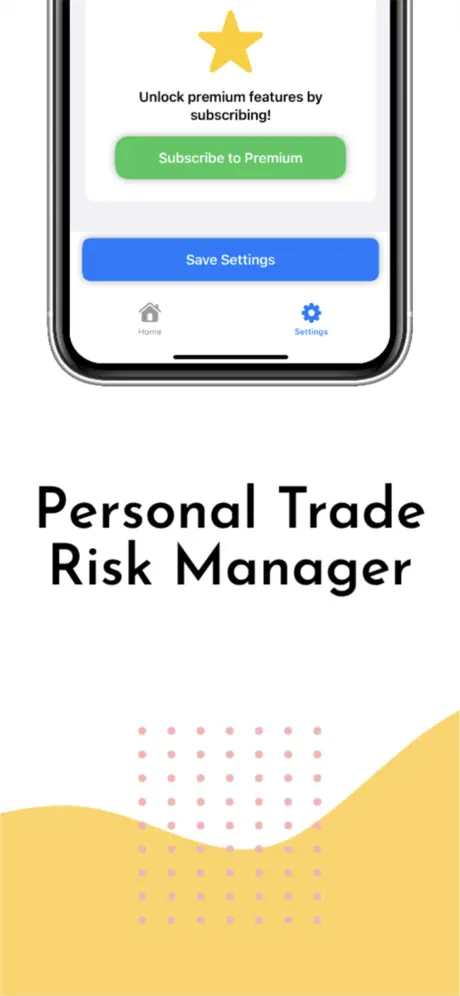 Unlock premium features by
subscribing!
Subscribe to Premium
Save Settings
Home
Settings
Personal Trade
Risk Manager